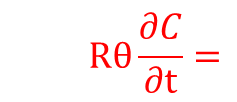 Rθ ∂C/∂t =